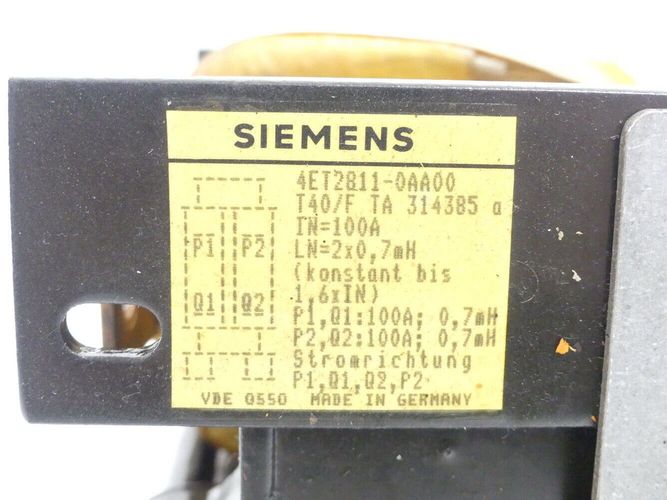 SIEMENS
4ET2811-0AA00
T40/F TA 314385 a
IN=100A
P1 P2 LN=2x0,7mH
(konstant bis
Q1 Q2 1,6xIN)
P1,Q1:100A; 0,7mH
P2,Q2:100A; 0,7mH
Stromrichtung
P1,Q1,Q2,P2
VDE 0550 MADE IN GERMANY